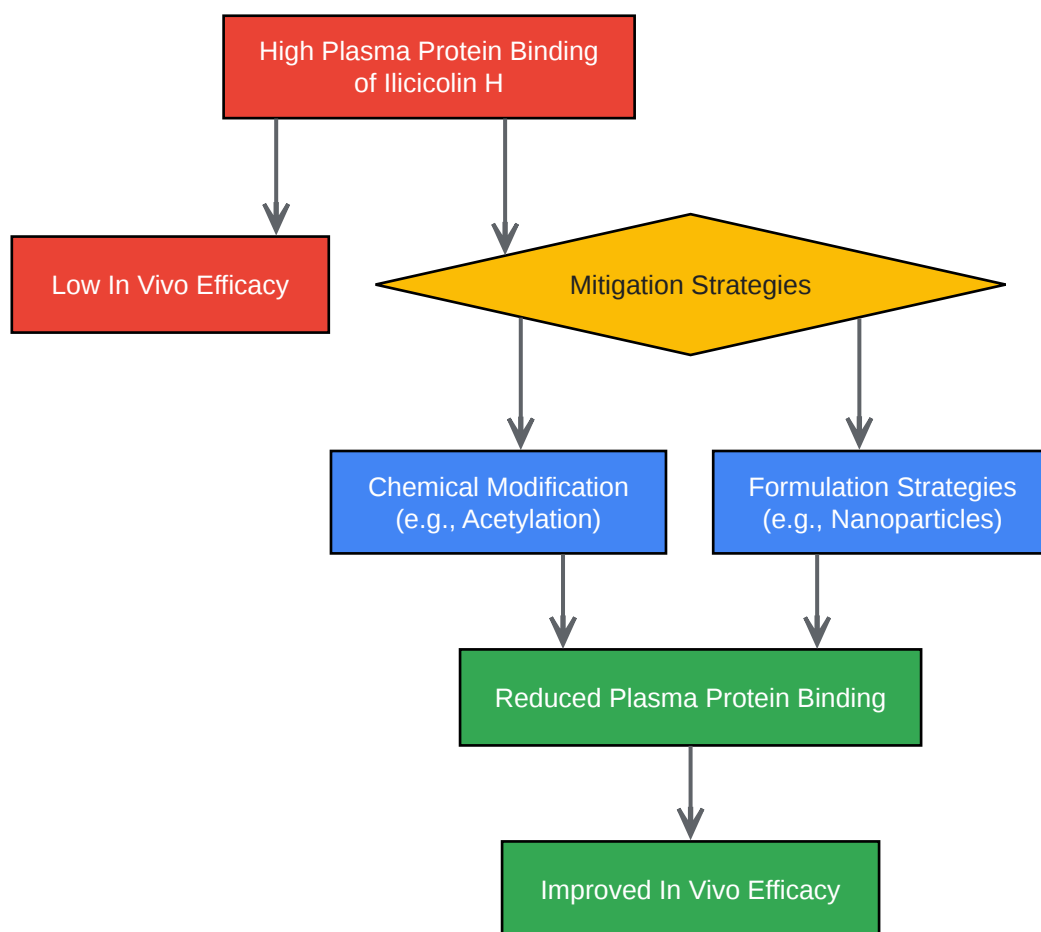 High Plasma Protein Binding
of Ilicicolin H
Low In Vivo Efficacy
Mitigation Strategies
Chemical Modification
(e.g., Acetylation)
Formulation Strategies
(e.g., Nanoparticles)
Reduced Plasma Protein Binding
Improved In Vivo Efficacy